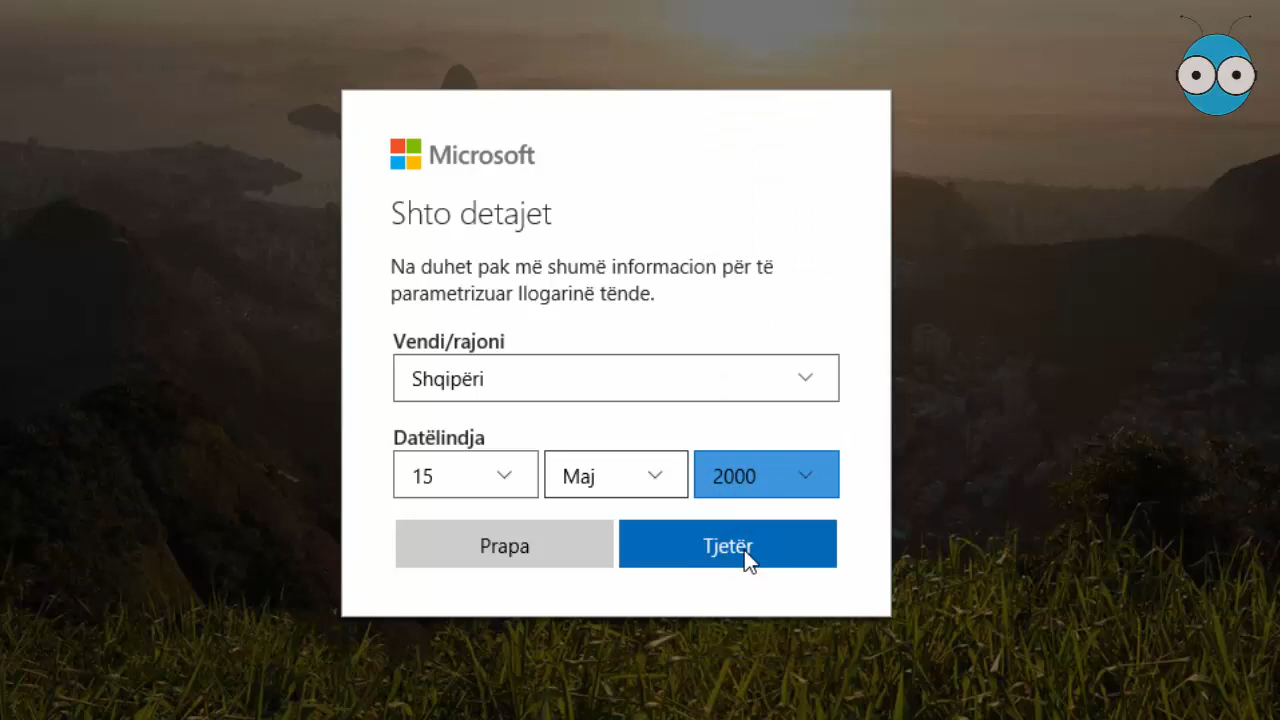 Microsoft
Shto detajet
Na duhet pak më shumë informacion për të
parametrizuar llogarinë tënde.
Vendi/rajoni
Shqipëri
Datëlindja
15 Maj 2000
Prapa Tjetër